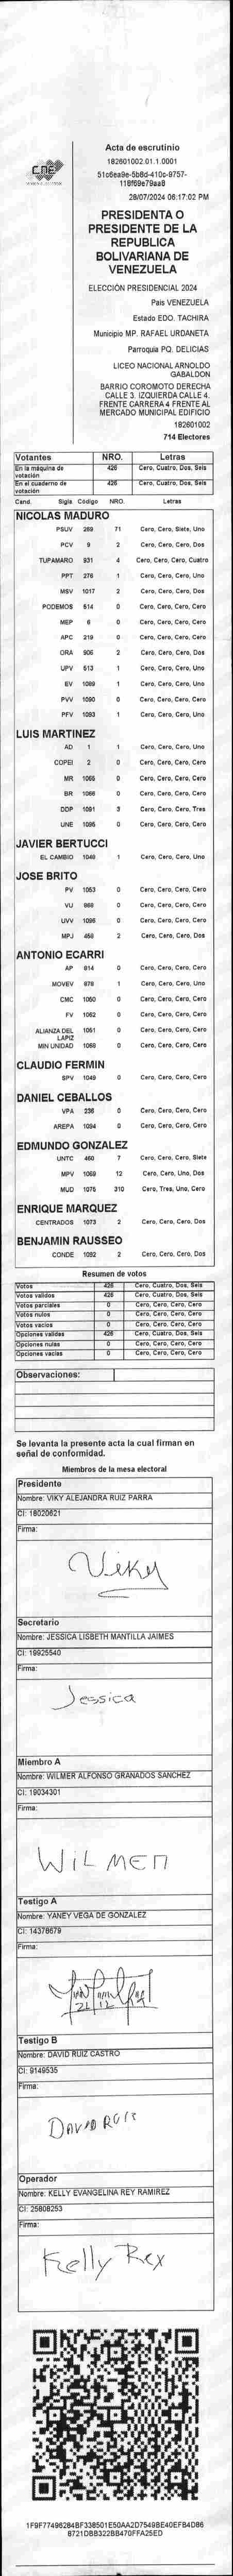 Acta de escrutinio
CNE
182601002.01.1.0001
51c6ea9e-5b8d-410c-9757-
118f69e79aa8
28/07/2024 06:17:02 PM
PRESIDENTA O
PRESIDENTE DE LA
REPUBLICA
BOLIVARIANA DE
VENEZUELA
ELECCIÓN PRESIDENCIAL 2024
Pais VENEZUELA
Estado EDO. TACHIRA
Municipio MP. RAFAEL URDANETA
Parroquia PQ. DELICIAS
LICEO NACIONAL ARNOLDO
GABALDON
BARRIO COROMOTO DERECHA
CALLE 3. IZQUIERDA CALLE 4.
FRENTE CARRERA 4 FRENTE AL
MERCADO MUNICIPAL EDIFICIO
182601002
714 Electores
Votantes NRO. Letras
En la máquina de votación 426 Cero, Cuatro, Dos, Seis
En el cuaderno de votación 426 Cero, Cuatro, Dos, Seis
Cand. Sigla Código NRO. Letras
NICOLAS MADURO
PSUV 269 71 Cero, Cero, Siete, Uno
PCV 9 2 Cero, Cero, Cero, Dos
TUPAMARO 931 4 Cero, Cero, Cero, Cuatro
PPT 276 1 Cero, Cero, Cero, Uno
MSV 1017 2 Cero, Cero, Cero, Dos
PODEMOS 514 0 Cero, Cero, Cero, Cero
MEP 6 0 Cero, Cero, Cero, Cero
APC 219 0 Cero, Cero, Cero, Cero
ORA 906 2 Cero, Cero, Cero, Dos
UPV 513 1 Cero, Cero, Cero, Uno
EV 1089 1 Cero, Cero, Cero, Uno
PVV 1090 0 Cero, Cero, Cero, Cero
PFV 1093 1 Cero, Cero, Cero, Uno
LUIS MARTINEZ
AD 1 1 Cero, Cero, Cero, Uno
COPEI 2 0 Cero, Cero, Cero, Cero
MR 1065 0 Cero, Cero, Cero, Cero
BR 1068 0 Cero, Cero, Cero, Cero
DDP 1091 3 Cero, Cero, Cero, Tres
UNE 1095 0 Cero, Cero, Cero, Cero
JAVIER BERTUCCI
EL CAMBIO 1048 1 Cero, Cero, Cero, Uno
JOSE BRITO
PV 1053 0 Cero, Cero, Cero, Cero
VU 988 0 Cero, Cero, Cero, Cero
UVV 1096 0 Cero, Cero, Cero, Cero
MPJ 450 2 Cero, Cero, Cero, Dos
ANTONIO ECARRI
AP 914 0 Cero, Cero, Cero, Cero
MOVEV 978 1 Cero, Cero, Cero, Uno
CMC 1050 0 Cero, Cero, Cero, Cero
FV 1052 0 Cero, Cero, Cero, Cero
ALIANZA DEL LAPIZ 1051 0 Cero, Cero, Cero, Cero
MIN UNIDAD 1058 0 Cero, Cero, Cero, Cero
CLAUDIO FERMIN
SPV 1049 0 Cero, Cero, Cero, Cero
DANIEL CEBALLOS
VPA 236 0 Cero, Cero, Cero, Cero
AREPA 1094 0 Cero, Cero, Cero, Cero
EDMUNDO GONZALEZ
UNTC 460 7 Cero, Cero, Cero, Siete
MPV 1069 12 Cero, Cero, Uno, Dos
MUD 1075 310 Cero, Tres, Uno, Cero
ENRIQUE MARQUEZ
CENTRADOS 1073 2 Cero, Cero, Cero, Dos
BENJAMIN RAUSSEO
CONDE 1092 2 Cero, Cero, Cero, Dos
Resumen de votos
Votos 426 Cero, Cuatro, Dos, Seis
Votos validos 426 Cero, Cuatro, Dos, Seis
Votos parciales 0 Cero, Cero, Cero, Cero
Votos nulos 0 Cero, Cero, Cero, Cero
Votos vacios 0 Cero, Cero, Cero, Cero
Opciones validas 426 Cero, Cuatro, Dos, Seis
Opciones nulas 0 Cero, Cero, Cero, Cero
Opciones vacias 0 Cero, Cero, Cero, Cero
Observaciones:
Se levanta la presente acta la cual firman en
señal de conformidad.
Miembros de la mesa electoral
Presidente
Nombre: VIKY ALEJANDRA RUIZ PARRA
CI: 18020621
Firma:
Viky
Secretario
Nombre: JESSICA LISBETH MANTILLA JAIMES
CI: 19925540
Firma:
Jessica
Miembro A
Nombre: WILMER ALFONSO GRANADOS SANCHEZ
CI: 19034301
Firma:
WILMER
Testigo A
Nombre: YANEY VEGA DE GONZALEZ
CI: 14378679
Firma:
Testigo B
Nombre: DAVID RUIZ CASTRO
CI: 9149535
Firma:
DAVID RUIZ
Operador
Nombre: KELLY EVANGELINA REY RAMIREZ
CI: 25808253
Firma:
Kelly Rey
1F9F77496284BF338501E50AA2D7549BE40EFB4D86
8721DBB322BB470FFA25ED